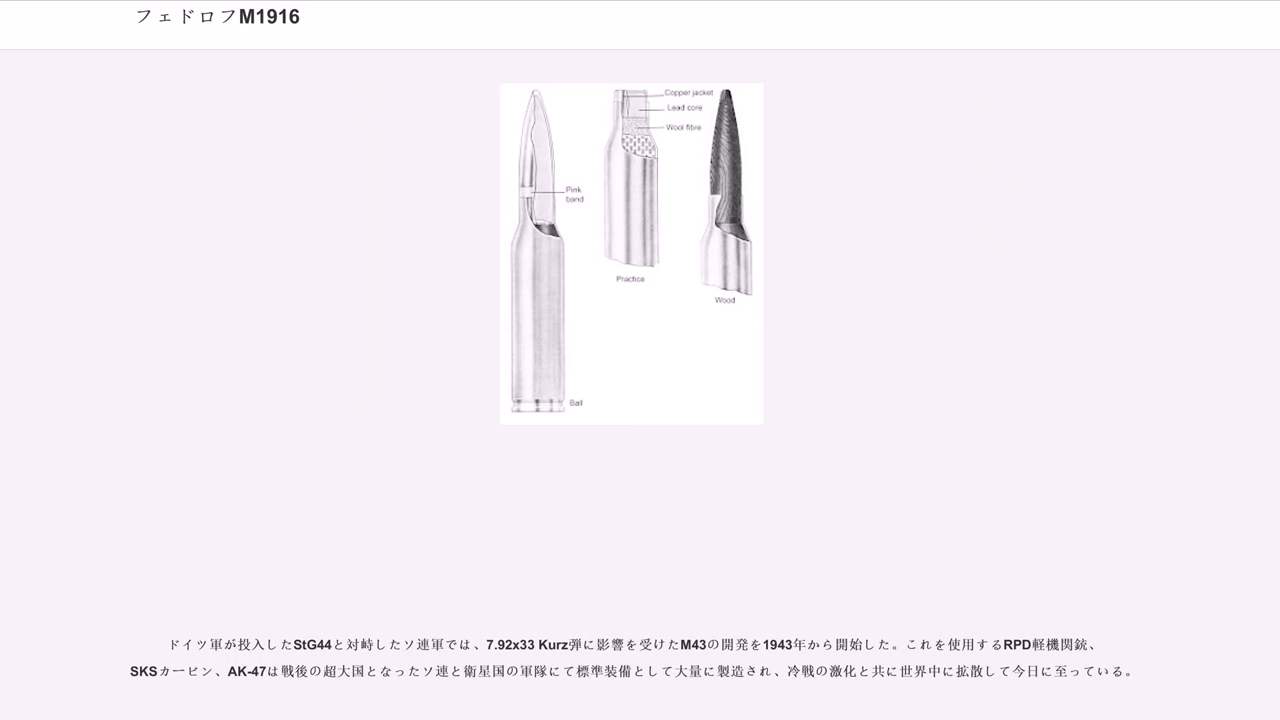 フェドロフM1916
Copper jacket
Lead core
Wool fibre
Pink
band
Practice
Wood
Ball
ドイツ軍が投入したStG44と対峙したソ連軍では、7.92x33 Kurz弾に影響を受けたM43の開発を1943年から開始した。これを使用するRPD軽機関銃、
SKSカービン、AK-47は戦後の超大国となったソ連と衛星国の軍隊にて標準装備として大量に製造され、冷戦の激化と共に世界中に拡散して今日に至っている。